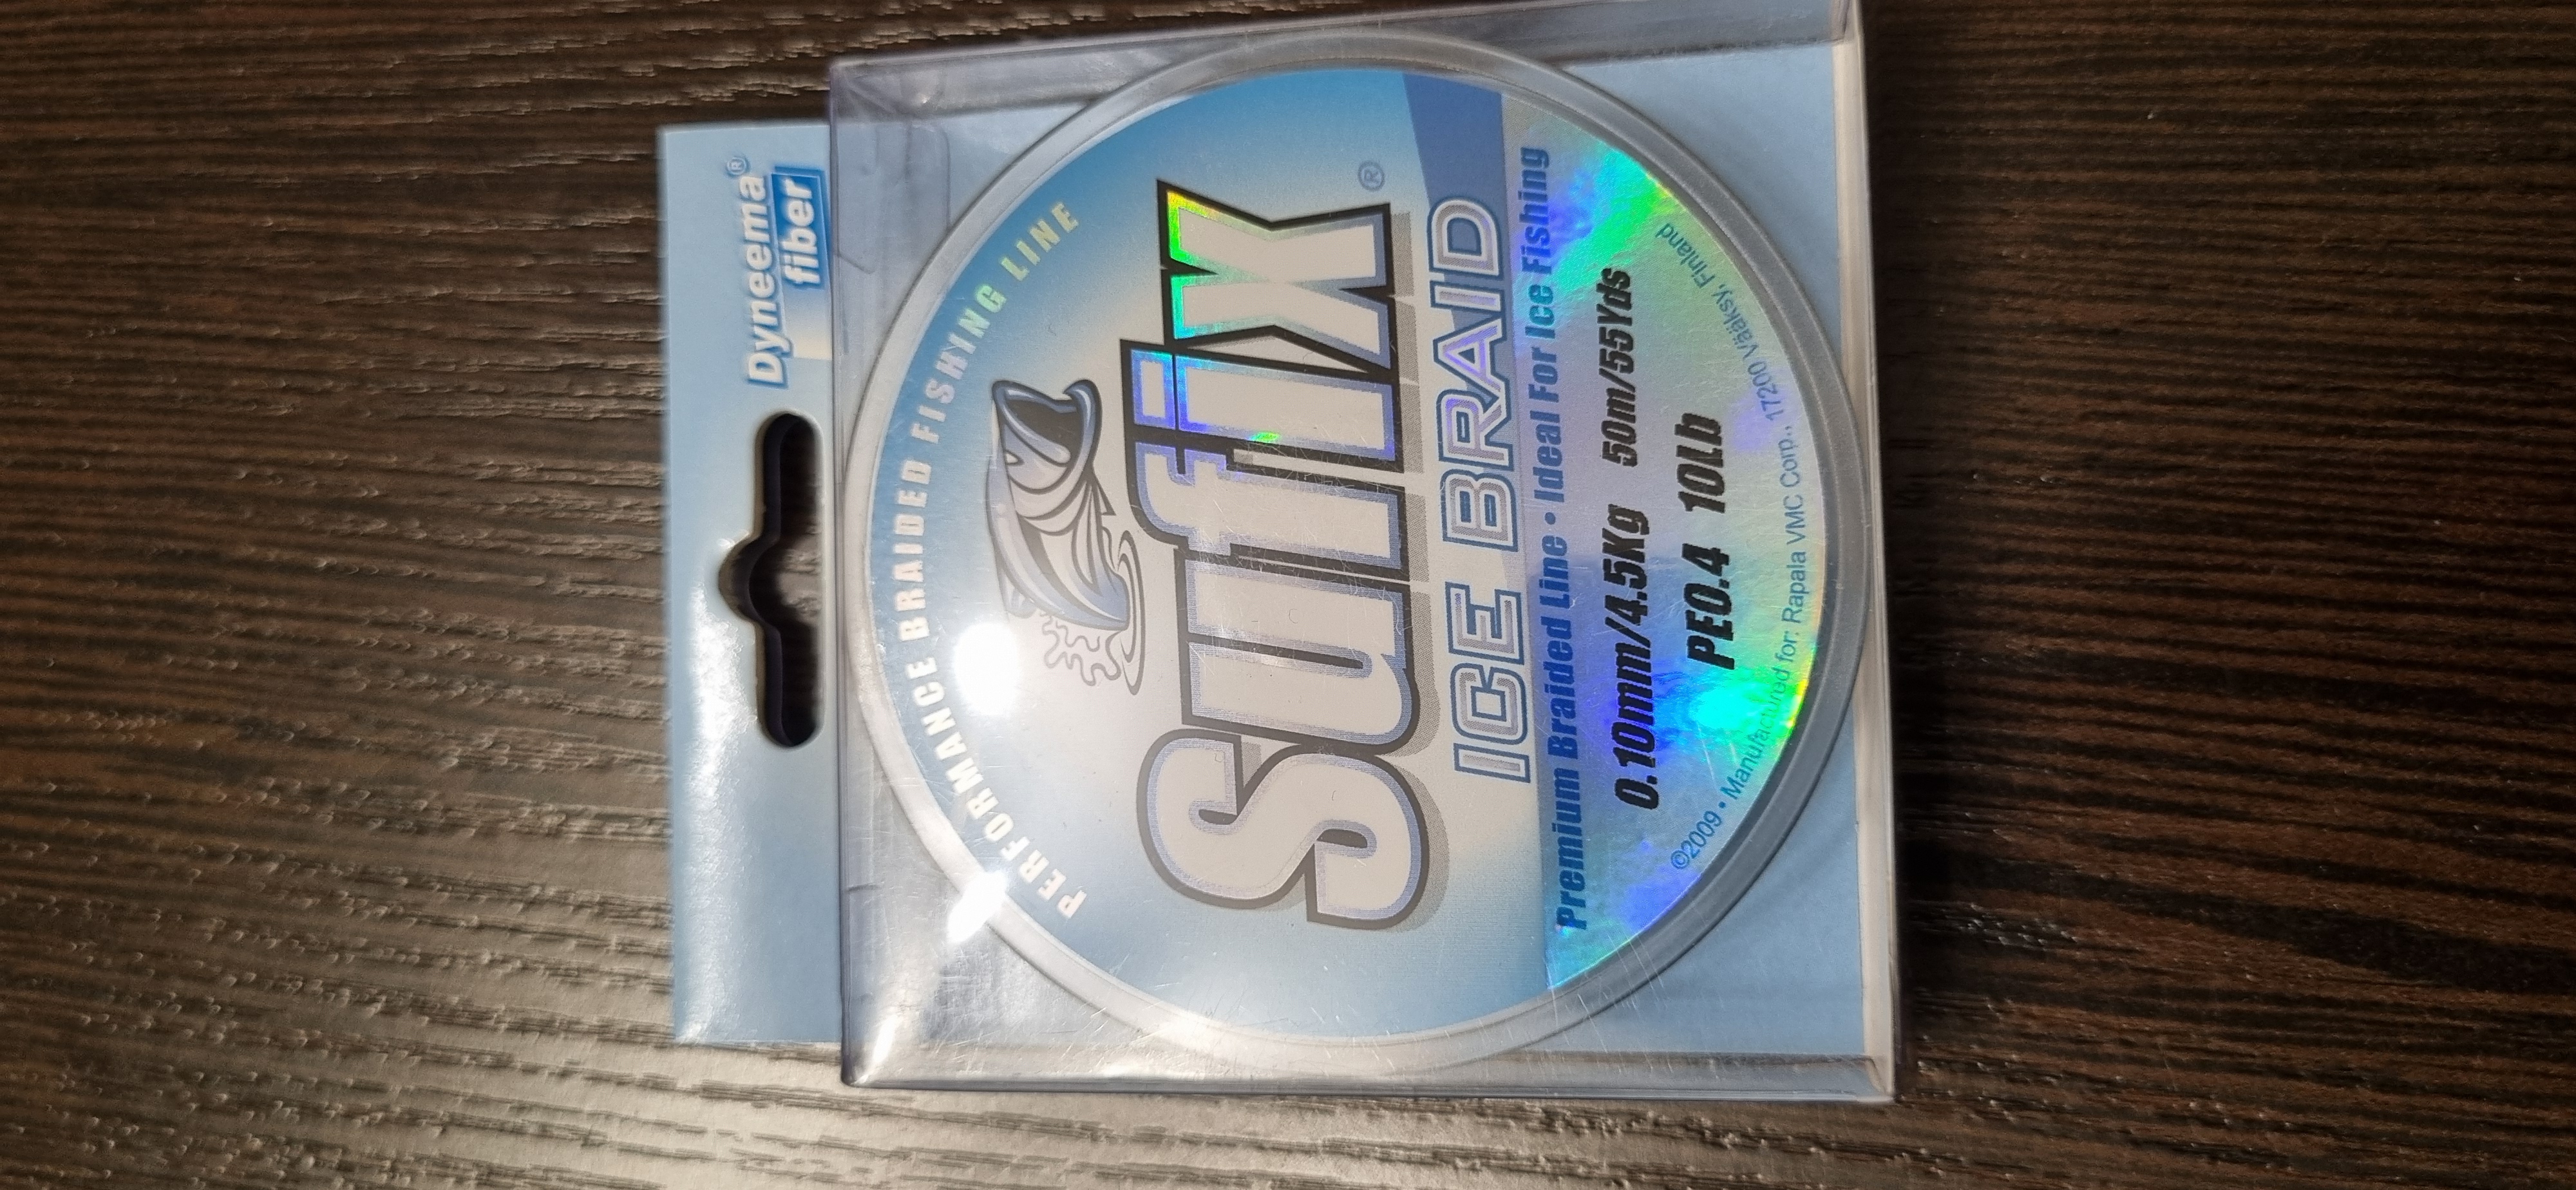 Dyneema®
fiber
PERFORMANCE BRAIDED FISHING LINE
Sufix®
ICE BRAID
Premium Braided Line • Ideal For Ice Fishing
0.10mm/4.5Kg 50m/55Yds
PE0.4 10Lb
©2009 • Manufactured for: Rapala VMC Corp., 17200 Vääksy, Finland